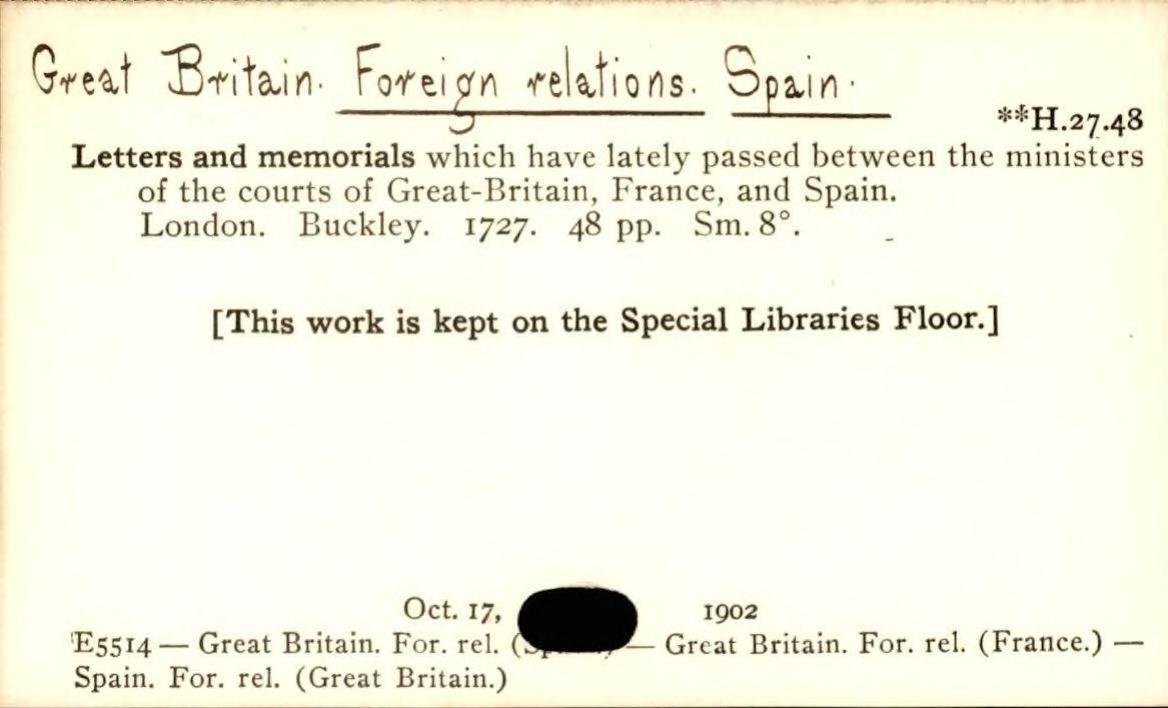 Great Britain. Foreign relations. Spain.
**H.27.48
Letters and memorials which have lately passed between the ministers
of the courts of Great-Britain, France, and Spain.
London. Buckley. 1727. 48 pp. Sm. 8°.
[This work is kept on the Special Libraries Floor.]
Oct. 17, 1902
E5514 — Great Britain. For. rel. ( — Great Britain. For. rel. (France.) —
Spain. For. rel. (Great Britain.)